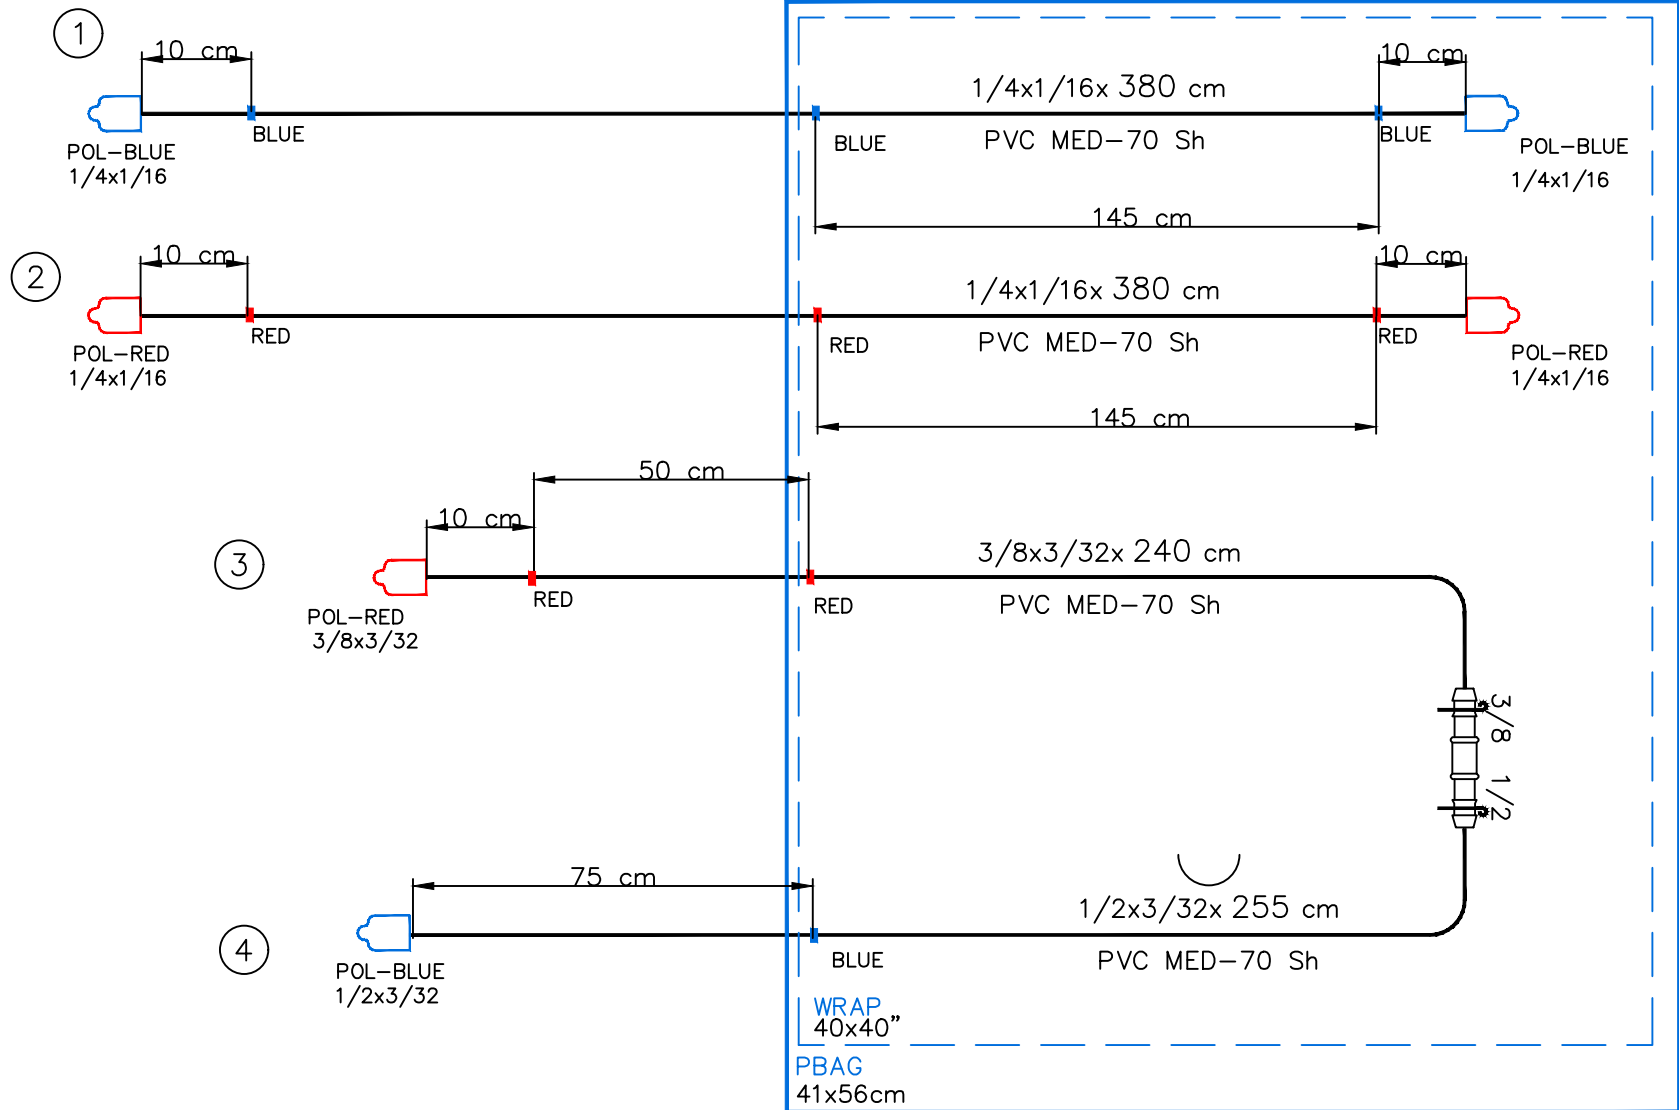 1
10 cm
10 cm
1/4x1/16x 380 cm
BLUE
BLUE
BLUE
PVC MED-70 Sh
POL-BLUE
1/4x1/16
POL-BLUE
1/4x1/16
145 cm
2
10 cm
10 cm
1/4x1/16x 380 cm
RED
RED
RED
PVC MED-70 Sh
POL-RED
1/4x1/16
POL-RED
1/4x1/16
145 cm
50 cm
10 cm
3
3/8x3/32x 240 cm
RED
RED
PVC MED-70 Sh
POL-RED
3/8x3/32
3/8
1/2
75 cm
1/2x3/32x 255 cm
4
BLUE
PVC MED-70 Sh
POL-BLUE
1/2x3/32
WRAP
40x40”
PBAG
41x56cm